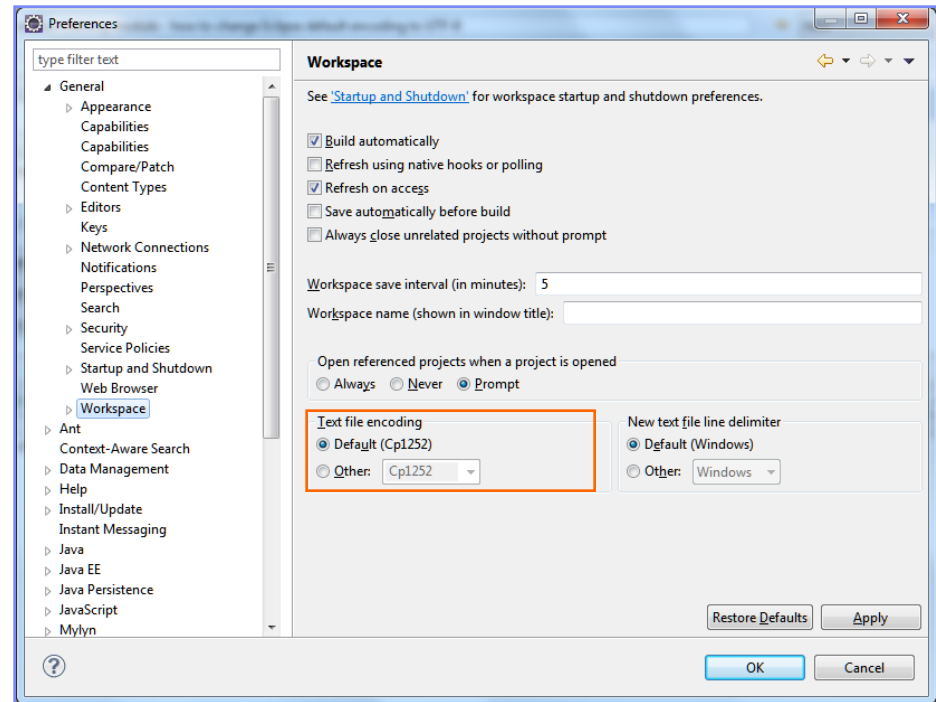 Preferences
type filter text
General
Appearance
Capabilities
Capabilities
Compare/Patch
Content Types
Editors
Keys
Network Connections
Notifications
Perspectives
Search
Security
Service Policies
Startup and Shutdown
Web Browser
Workspace
Ant
Context-Aware Search
Data Management
Help
Install/Update
Instant Messaging
Java
Java EE
Java Persistence
JavaScript
Mylyn
Workspace
See 'Startup and Shutdown' for workspace startup and shutdown preferences.
Build automatically
Refresh using native hooks or polling
Refresh on access
Save automatically before build
Always close unrelated projects without prompt
Workspace save interval (in minutes): 5
Workspace name (shown in window title):
Open referenced projects when a project is opened
Always Never Prompt
Text file encoding
Default (Cp1252)
Other: Cp1252
New text file line delimiter
Default (Windows)
Other: Windows
Restore Defaults Apply
OK Cancel